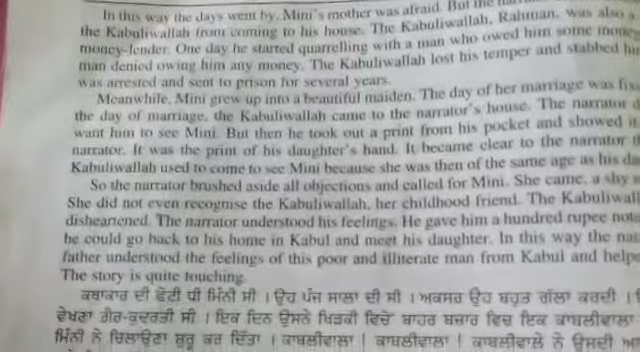 In this way the days went by. Mini's mother was afraid. But the
the Kabuliwallah from coming to his house. The Kabuliwallah, Rahman, was also a
money-lender. One day he started quarrelling with a man who owed him some money
man denied owing him any money. The Kabuliwallah lost his temper and stabbed
was arrested and sent to prison for several years.
Meanwhile, Mini grew up into a beautiful maiden. The day of her marriage was
the day of marriage, the Kabuliwallah came to the narrator's house. The narrator
want him to see Mini. But then he took out a print from his pocket and showed
narrator. It was the print of his daughter's hand. It became clear to the narrator
Kabuliwallah used to come to see Mini because she was then of the same age as his
So the narrator brushed aside all objections and called for Mini. She came, a shy
She did not even recognise the Kabuliwallah, her childhood friend. The
disheartened. The narrator understood his feelings. He gave him a hundred rupee
he could go back to his home in Kabul and meet his daughter. In this way the
father understood the feelings of this poor and illiterate man from Kabul and
The story is quite touching.
ਕਥਾਕਾਰ ਦੀ ਛੋਟੀ ਧੀ ਮਿੰਨੀ ਸੀ । ਉਹ ਪੰਜ ਸਾਲਾਂ ਦੀ ਸੀ । ਅਕਸਰ ਉਹ ਬਹੁਤ ਗੱਲਾਂ ਕਰਦੀ ।
ਵੇਖਣਾ ਗੈਰ-ਕੁਦਰਤੀ ਸੀ । ਇਕ ਦਿਨ ਉਸਨੇ ਖਿੜਕੀ ਵਿਚੋਂ ਬਾਹਰ ਬਜ਼ਾਰ ਵਿਚ ਇਕ ਕਾਬਲੀਵਾਲਾ
ਮਿੰਨੀ ਨੇ ਚਿਲਾਉਣਾ ਸ਼ੁਰੂ ਕਰ ਦਿੱਤਾ । ਕਾਬਲੀਵਾਲਾ | ਕਾਬਲੀਵਾਲਾ | ਕਾਬਲੀਵਾਲੇ ਨੇ ਉਸਦੀ